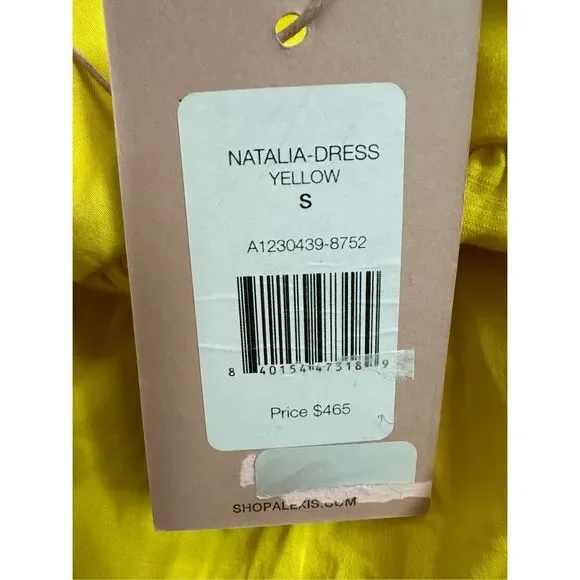 NATALIA-DRESS
YELLOW
S
A1230439-8752
8 40154 47318 9
Price $465
SHOPALEXIS.COM